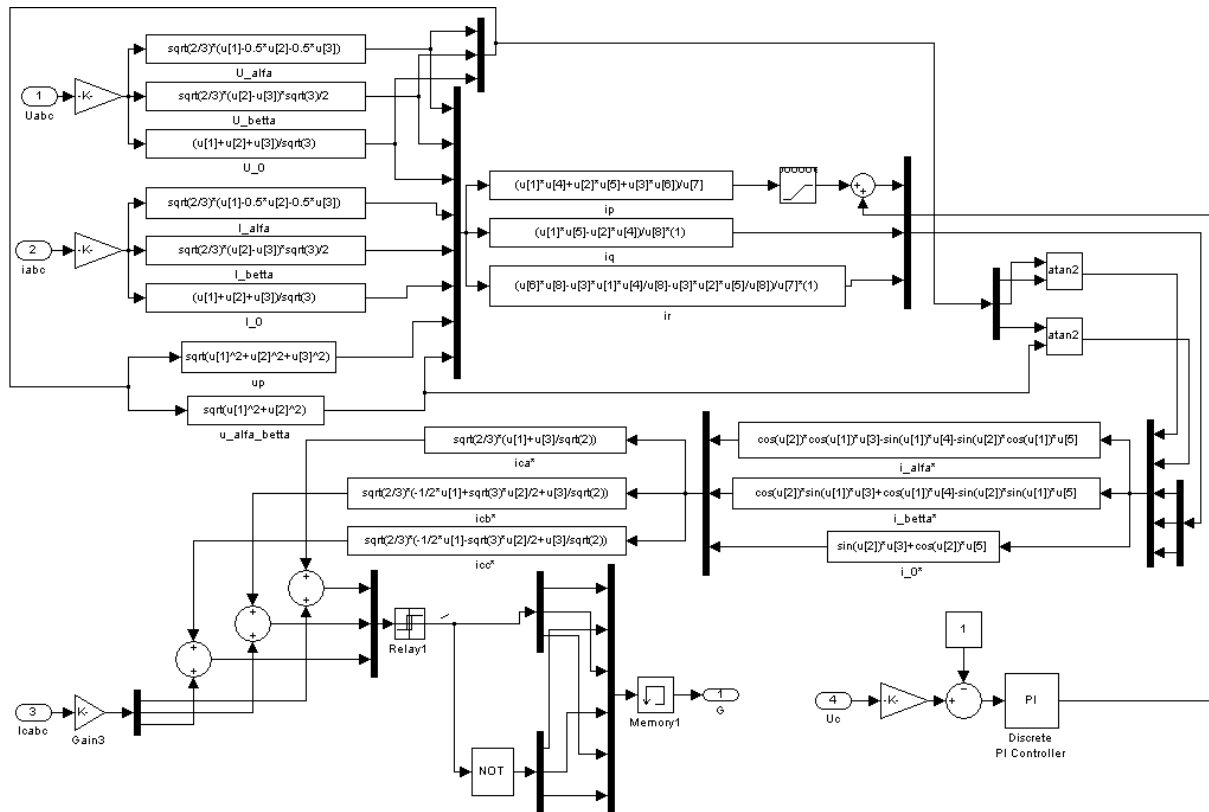 sqrt(2/3)*(u[1]-0.5*u[2]-0.5*u[3])
U_alfa
1
Uabc
-K-
sqrt(2/3)*(u[2]-u[3])*sqrt(3)/2
U_betta
(u[1]+u[2]+u[3])/sqrt(3)
U_0
sqrt(2/3)*(u[1]-0.5*u[2]-0.5*u[3])
I_alfa
2
iabc
-K-
sqrt(2/3)*(u[2]-u[3])*sqrt(3)/2
I_betta
(u[1]+u[2]+u[3])/sqrt(3)
I_0
sqrt(u[1]^2+u[2]^2+u[3]^2)
up
sqrt(u[1]^2+u[2]^2)
u_alfa_betta
(u[1]*u[4]+u[2]*u[5]+u[3]*u[6])/u[7]
ip
+
+
(u[1]*u[5]-u[2]*u[4])/u[8]*(1)
iq
(u[6]*u[8]-u[3]*u[1]*u[4]/u[8]-u[3]*u[2]*u[5]/u[8])/u[7]*(1)
ir
atan2
atan2
sqrt(2/3)*(u[1]+u[3]/sqrt(2))
ica*
cos(u[2])*cos(u[1])*u[3]-sin(u[1])*u[4]-sin(u[2])*cos(u[1])*u[5]
i_alfa*
sqrt(2/3)*(-1/2*u[1]+sqrt(3)*u[2]/2+u[3]/sqrt(2))
icb*
cos(u[2])*sin(u[1])*u[3]+cos(u[1])*u[4]-sin(u[2])*sin(u[1])*u[5]
i_betta*
sqrt(2/3)*(-1/2*u[1]-sqrt(3)*u[2]/2+u[3]/sqrt(2))
icc*
sin(u[2])*u[3]+cos(u[2])*u[5]
i_0*
+
+
+
+
+
+
Relay1
3
Icabc
K-
Gain3
NOT
Memory1
1
G
1
4
Uc
-K-
−
+
PI
Discrete
PI Controller